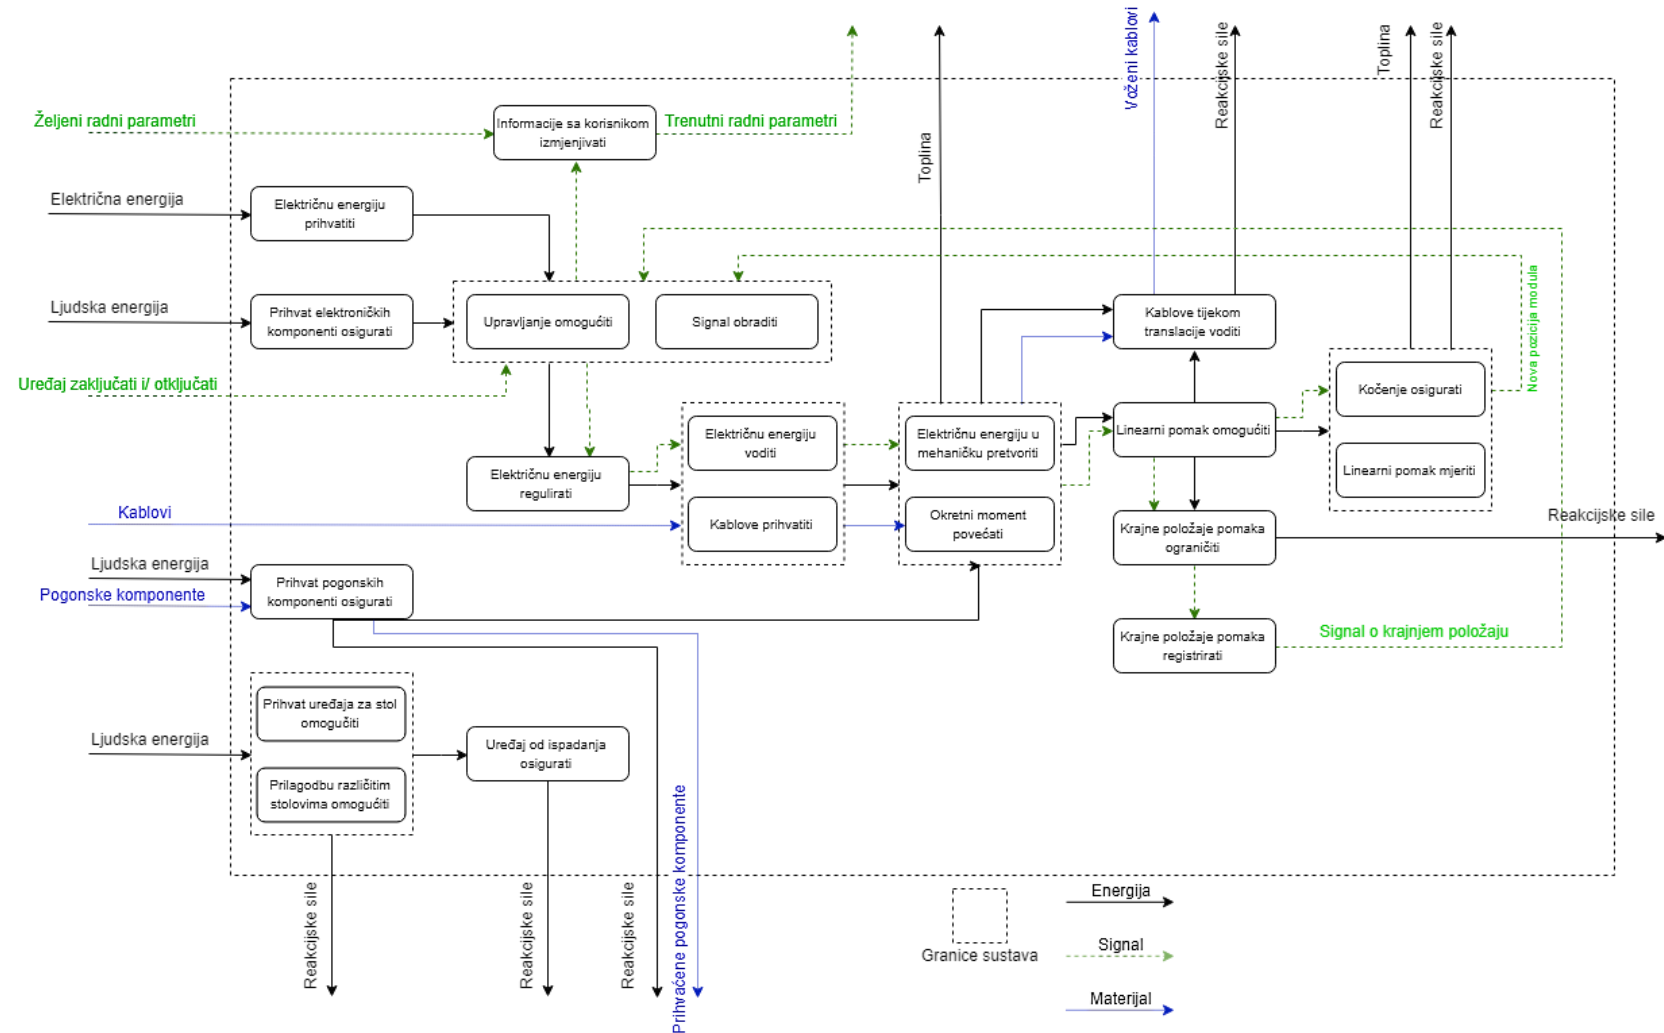 Željeni radni parametri
Informacije sa korisnikom
izmjenjivati
Trenutni radni parametri
Toplina
Voženi kablovi
Reakcijske sile
Toplina
Reakcijske sile
Električna energija
Električnu energiju
prihvatiti
Ljudska energija
Prihvat elektroničkih
komponenti osigurati
Upravljanje omogućiti
Signal obraditi
Kablove tijekom
translacije voditi
Nova pozicija modula
Uređaj zaključati i/ otključati
Kočenje osigurati
Električnu energiju
voditi
Električnu energiju u
mehaničku pretvoriti
Linearni pomak omogućiti
Linearni pomak mjeriti
Električnu energiju
regulirati
Kablovi
Kablove prihvatiti
Okretni moment
povećati
Krajne položaje pomaka
ograničiti
Reakcijske sile
Ljudska energija
Pogonske komponente
Prihvat pogonskih
komponenti osigurati
Krajne položaje pomaka
registrirati
Signal o krajnjem položaju
Prihvat uređaja za stol
omogučiti
Ljudska energija
Prilagodbu različitim
stolovima omogućiti
Uređaj od ispadanja
osigurati
Reakcijske sile
Reakcijske sile
Reakcijske sile
Prihvaćene pogonske komponente
Granice sustava
Energija
Signal
Materijal